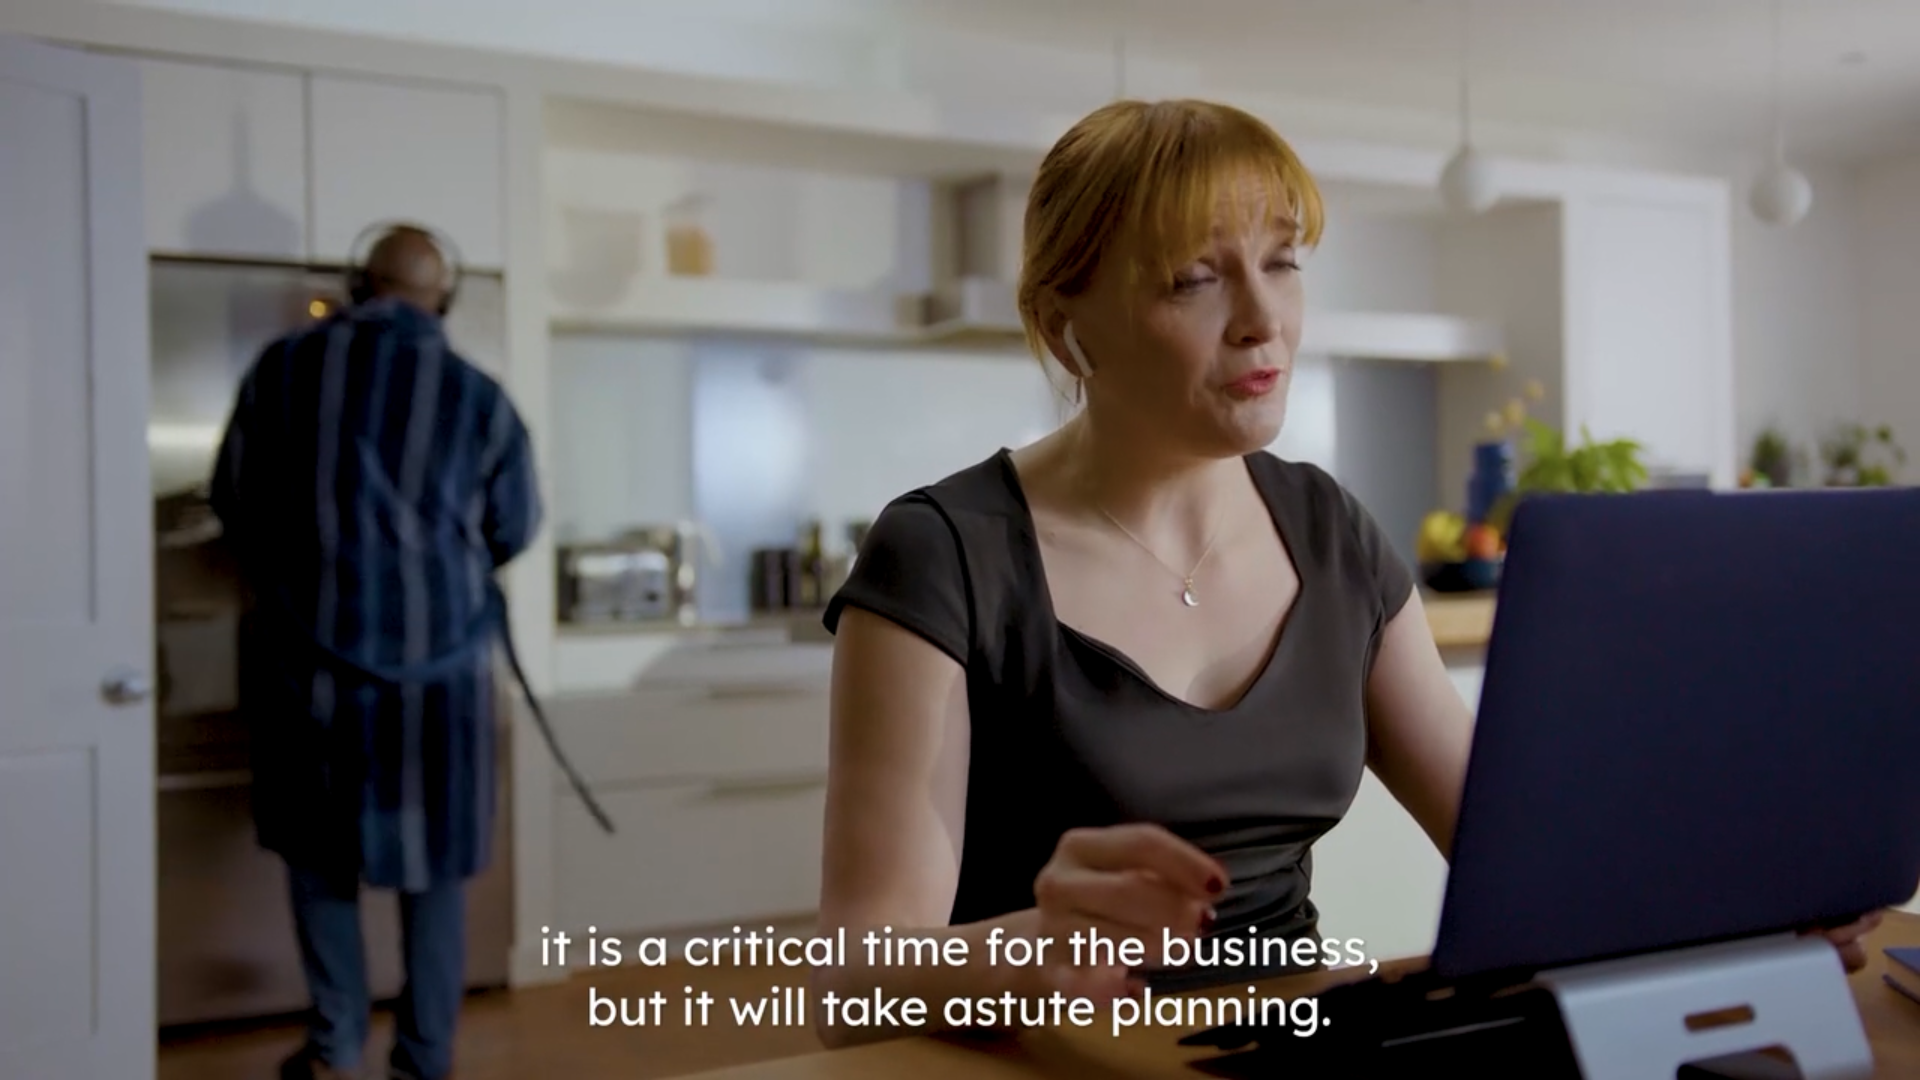 it is a critical time for the business,
but it will take astute planning.